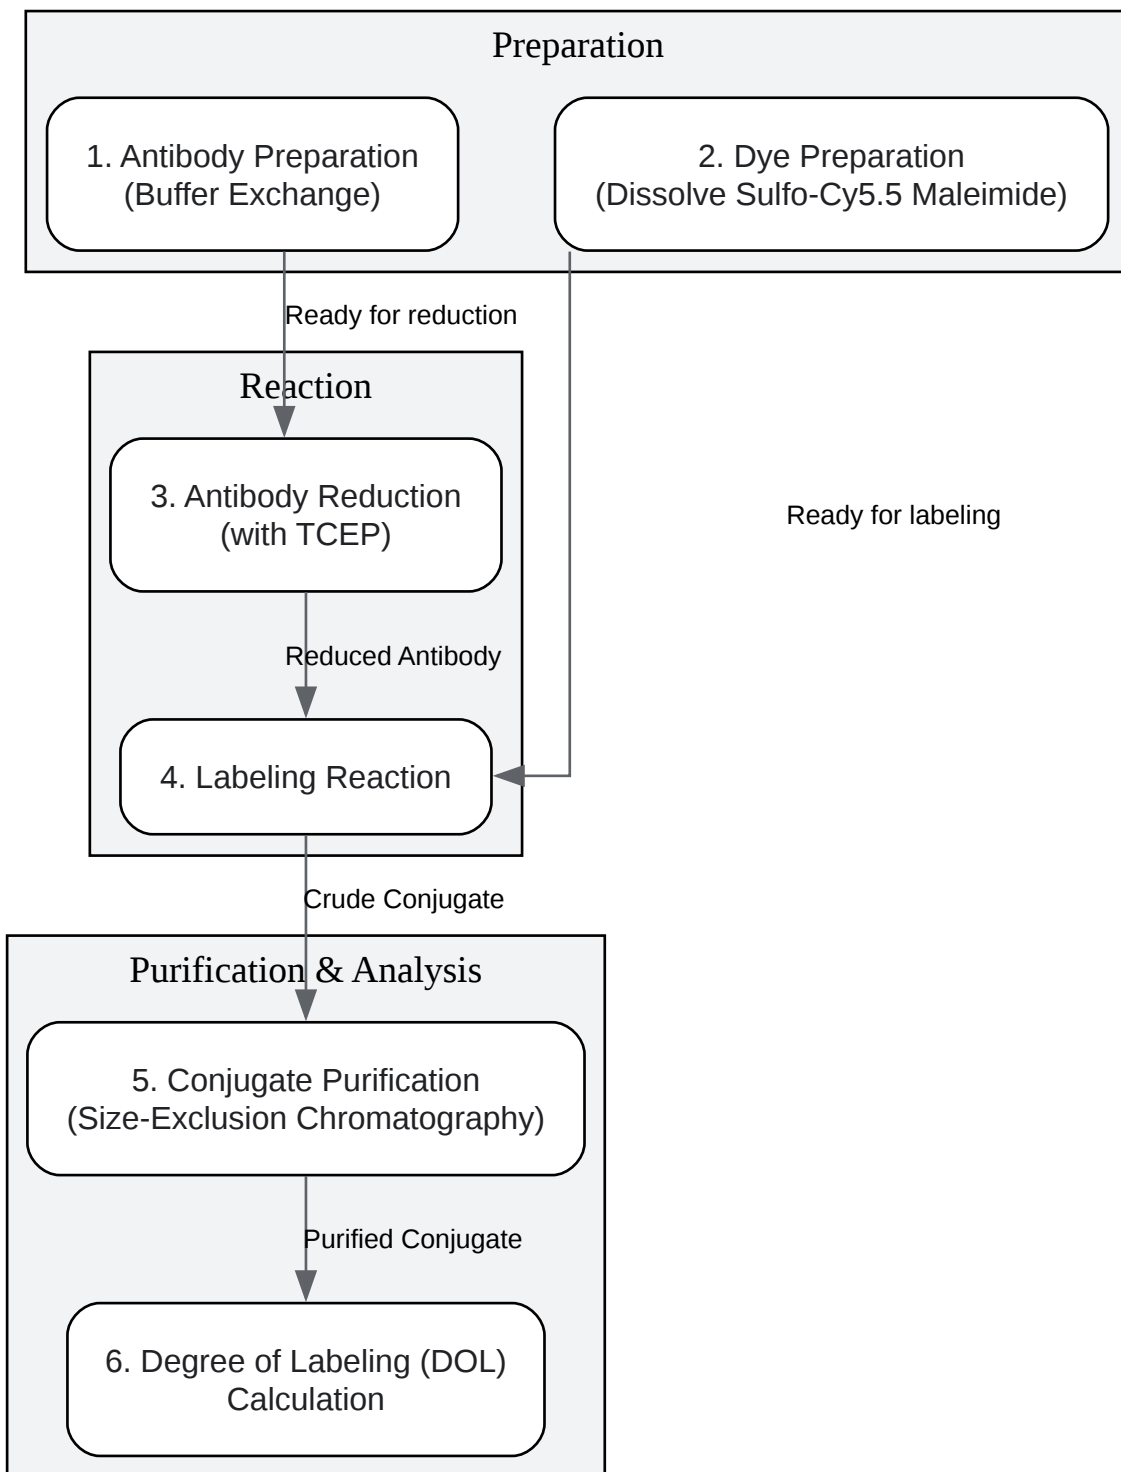 Preparation
1. Antibody Preparation
(Buffer Exchange)
2. Dye Preparation
(Dissolve Sulfo-Cy5.5 Maleimide)
Ready for reduction
Reaction
3. Antibody Reduction
(with TCEP)
Ready for labeling
Reduced Antibody
4. Labeling Reaction
Crude Conjugate
Purification & Analysis
5. Conjugate Purification
(Size-Exclusion Chromatography)
Purified Conjugate
6. Degree of Labeling (DOL)
Calculation